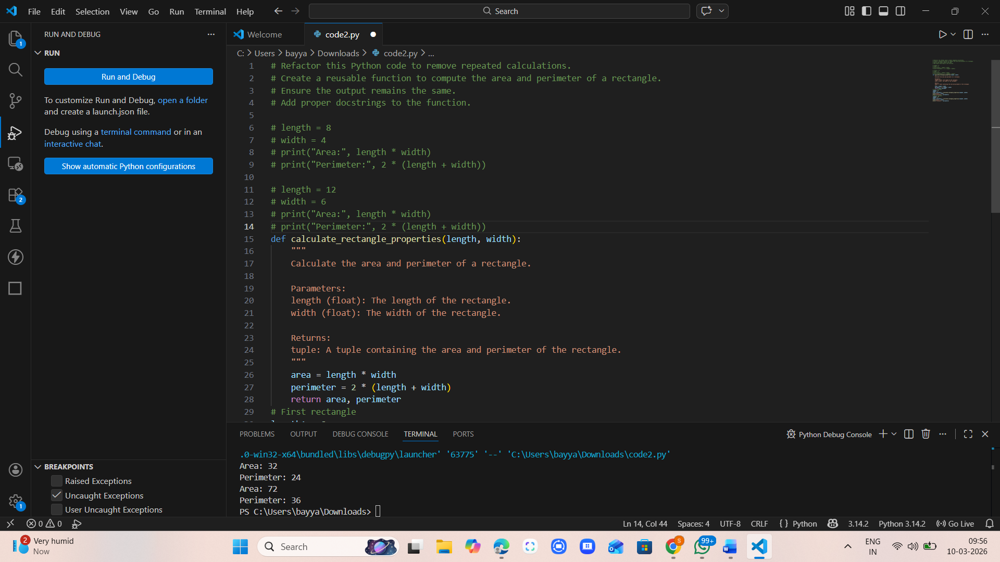 File Edit Selection View Go Run Terminal Help
Search
RUN AND DEBUG
RUN
Run and Debug
To customize Run and Debug, open a folder
and create a launch.json file.
Debug using a terminal command or in an
interactive chat.
Show automatic Python configurations
1
2
1
BREAKPOINTS
Raised Exceptions
Uncaught Exceptions
User Uncaught Exceptions
Welcome
code2.py
C: > Users > bayya > Downloads > code2.py > ...
1 # Refactor this Python code to remove repeated calculations.
2 # Create a reusable function to compute the area and perimeter of a rectangle.
3 # Ensure the output remains the same.
4 # Add proper docstrings to the function.
5
6 # length = 8
7 # width = 4
8 # print("Area:", length * width)
9 # print("Perimeter:", 2 * (length + width))
10
11 # length = 12
12 # width = 6
13 # print("Area:", length * width)
14 # print("Perimeter:", 2 * (length + width))
15 def calculate_rectangle_properties(length, width):
16 """
17 Calculate the area and perimeter of a rectangle.
18
19 Parameters:
20 length (float): The length of the rectangle.
21 width (float): The width of the rectangle.
22
23 Returns:
24 tuple: A tuple containing the area and perimeter of the rectangle.
25 """
26 area = length * width
27 perimeter = 2 * (length + width)
28 return area, perimeter
29 # First rectangle
PROBLEMS OUTPUT DEBUG CONSOLE TERMINAL PORTS
Python Debug Console
.0-win32-x64\bundled\libs\debugpy\launcher' '63775' '--' 'C:\Users\bayya\Downloads\code2.py'
Area: 32
Perimeter: 24
Area: 72
Perimeter: 36
PS C:\Users\bayya\Downloads>
0 0
Ln 14, Col 44 Spaces: 4 UTF-8 CRLF { } Python 3.14.2 Python 3.14.2 Go Live
2
Very humid
Now
Search
S
99+
ENG
IN
09:56
10-03-2026